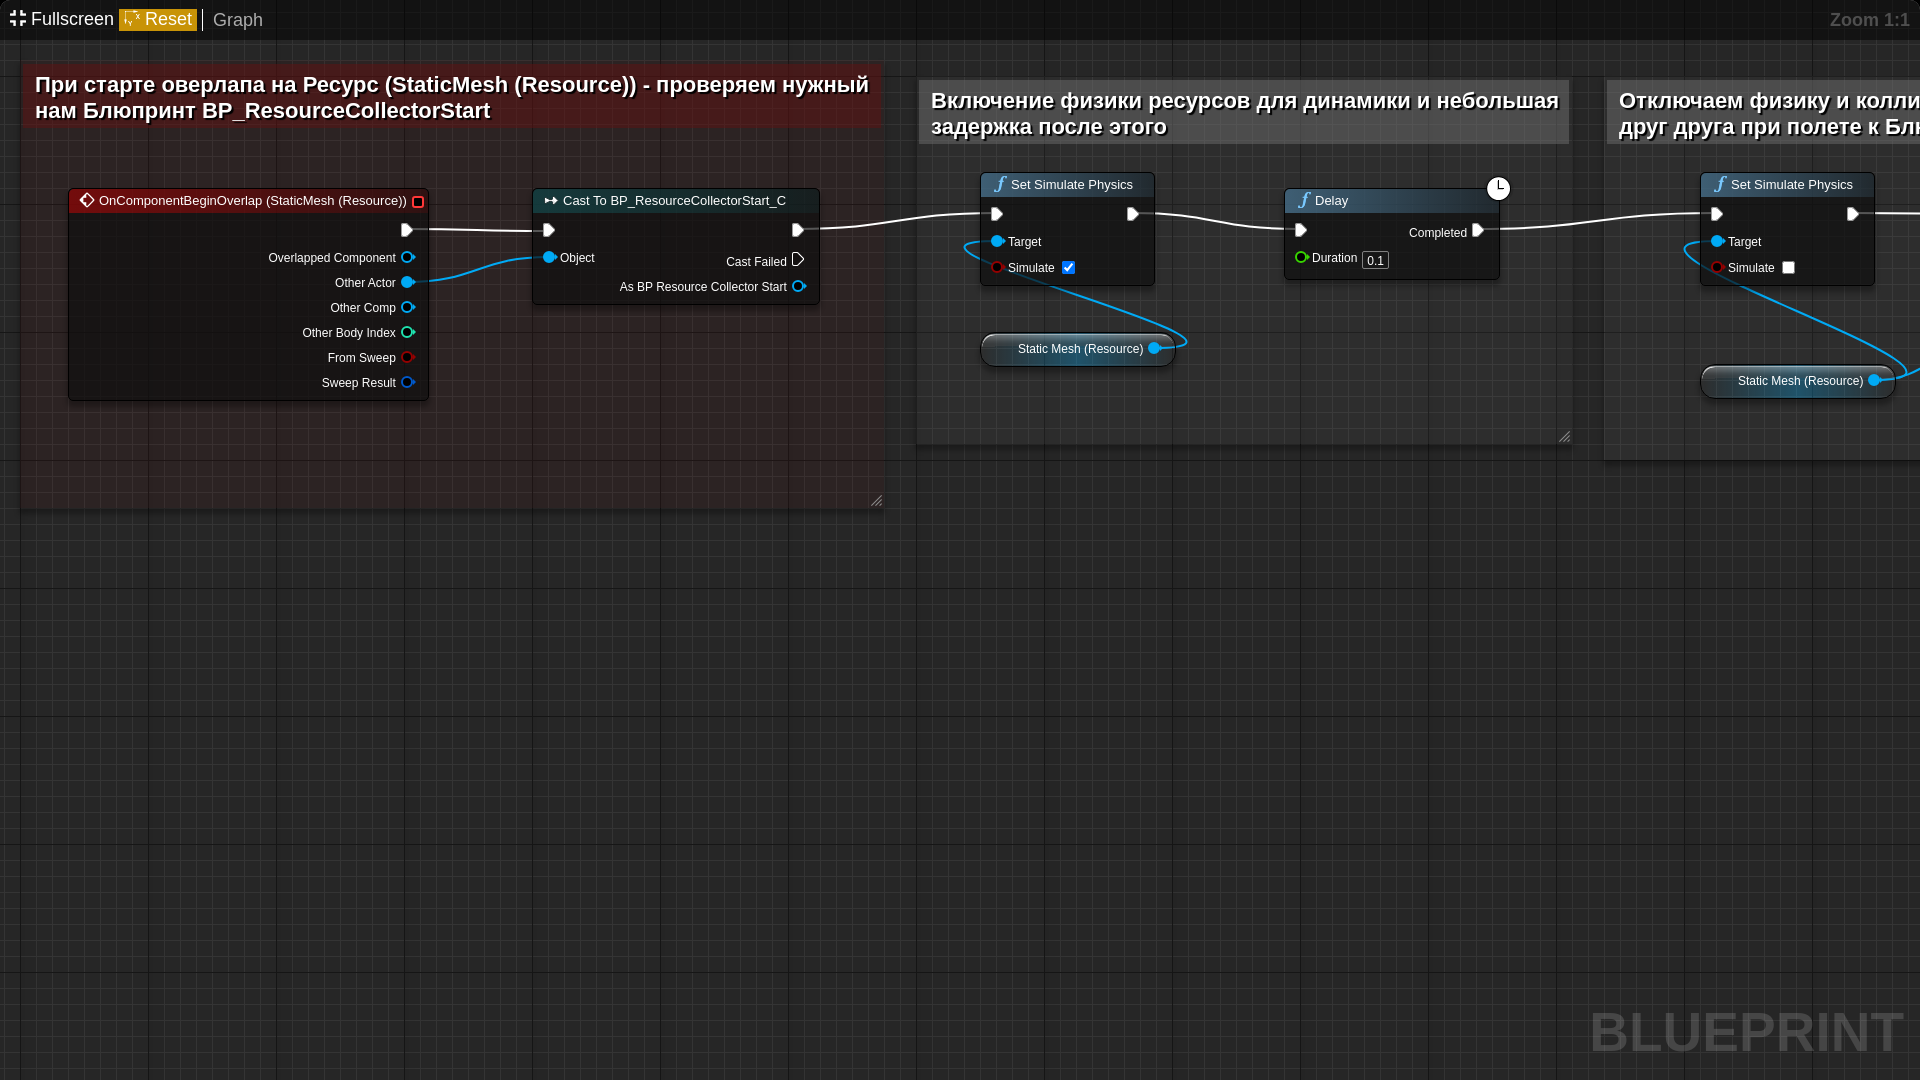 Fullscreen Reset Graph Zoom 1:1
При старте оверлапа на Ресурс (StaticMesh (Resource)) - проверяем нужный
нам Блюпринт BP_ResourceCollectorStart
OnComponentBeginOverlap (StaticMesh (Resource))
Overlapped Component
Other Actor
Other Comp
Other Body Index
From Sweep
Sweep Result
Cast To BP_ResourceCollectorStart_C
Object
Cast Failed
As BP Resource Collector Start
Включение физики ресурсов для динамики и небольшая
задержка после этого
Set Simulate Physics
Target
Simulate
Static Mesh (Resource)
Delay
Completed
Duration 0.1
Отключаем физику и колли
друг друга при полете к
Set Simulate Physics
Target
Simulate
Static Mesh (Resource)
BLUEPRINT